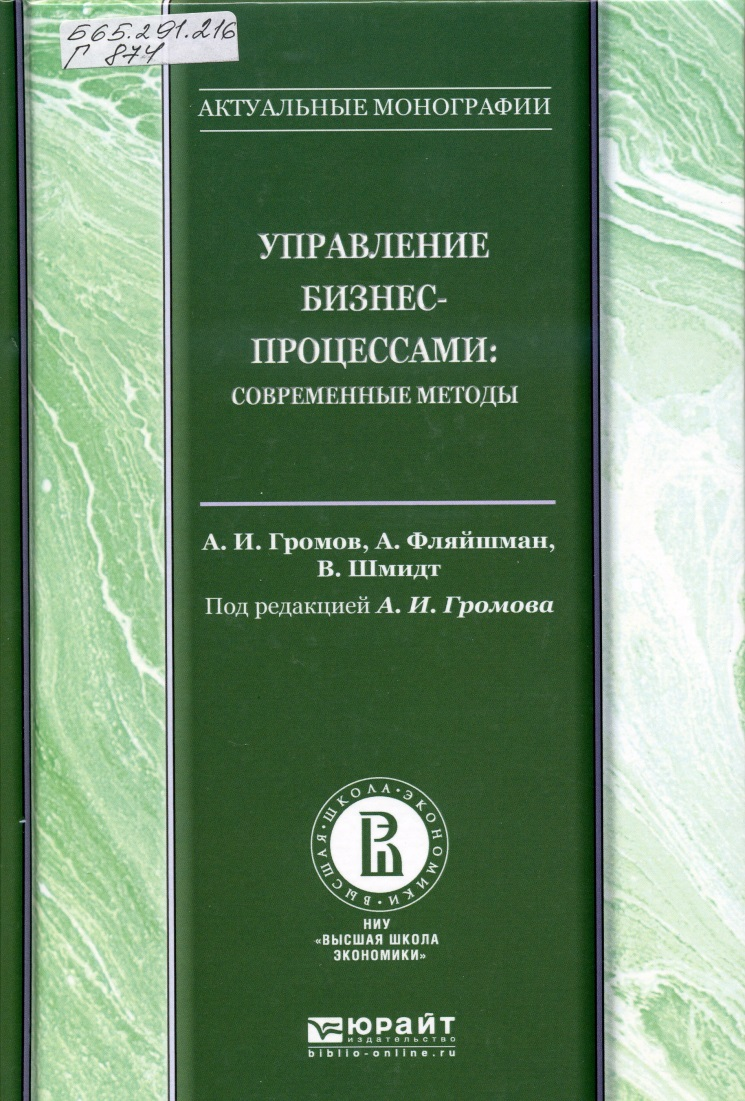 Б65.291.216
Г 874
АКТУАЛЬНЫЕ МОНОГРАФИИ
УПРАВЛЕНИЕ
БИЗНЕС-
ПРОЦЕССАМИ:
СОВРЕМЕННЫЕ МЕТОДЫ
А. И. Громов, А. Фляйшман,
В. Шмидт
Под редакцией А. И. Громова
ВЫСШАЯ · ШКОЛА · ЭКОНОМИКИ ·
НИУ
«ВЫСШАЯ ШКОЛА
ЭКОНОМИКИ»
ЮРАЙТ
издательство
biblio-online.ru